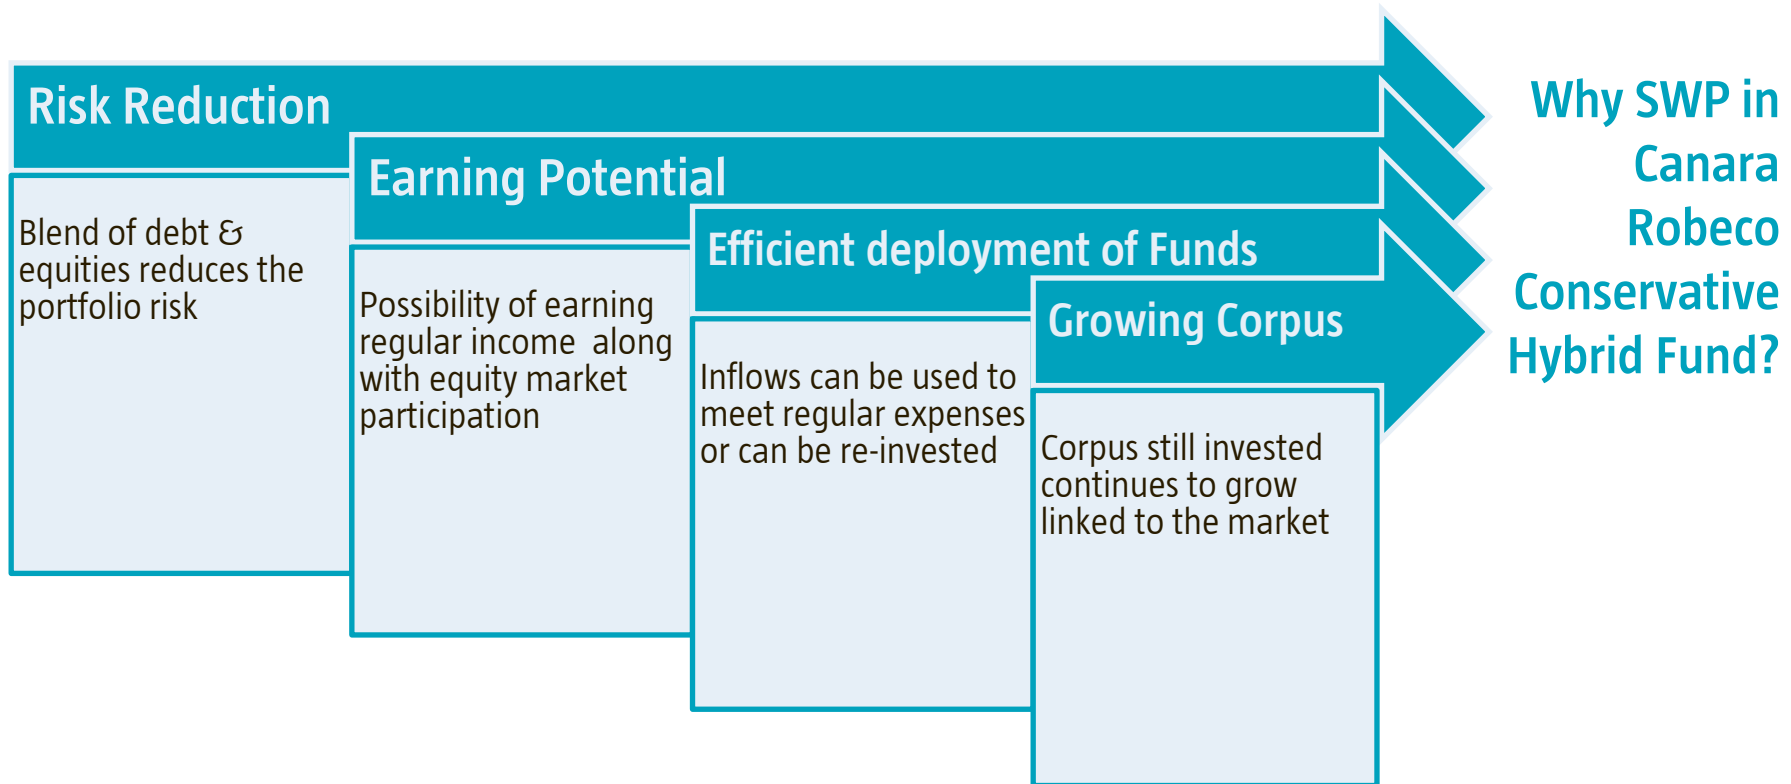 Risk Reduction
Blend of debt &
equities reduces the
portfolio risk
Earning Potential
Possibility of earning
regular income  along
with equity market
participation
Efficient deployment of Funds
Inflows can be used to
meet regular expenses
or can be re-invested
Growing Corpus
Corpus still invested
continues to grow
linked to the market
Why SWP in
Canara
Robeco
Conservative
Hybrid Fund?